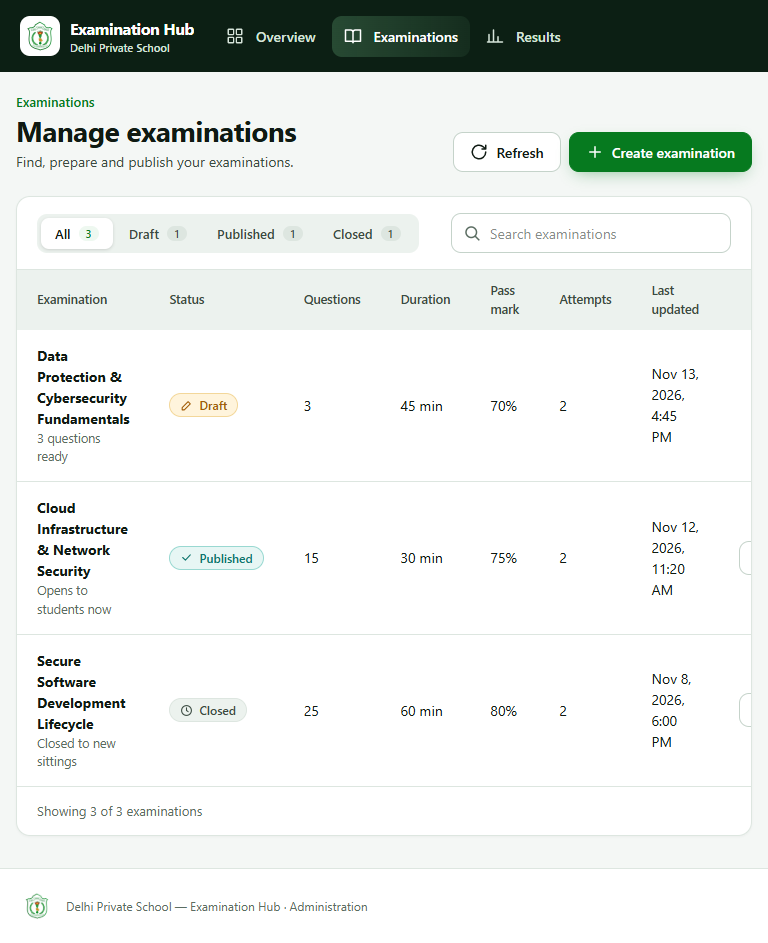 Examination Hub
Delhi Private School
Overview
Examinations
Results
Examinations
Manage examinations
Find, prepare and publish your examinations.
Refresh
Create examination
All 3
Draft 1
Published 1
Closed 1
Search examinations
Examination
Status
Questions
Duration
Pass
mark
Attempts
Last
updated
Data
Protection &
Cybersecurity
Fundamentals
3 questions
ready
Draft
3
45 min
70%
2
Nov 13,
2026,
4:45
PM
Cloud
Infrastructure
& Network
Security
Opens to
students now
Published
15
30 min
75%
2
Nov 12,
2026,
11:20
AM
Secure
Software
Development
Lifecycle
Closed to new
sittings
Closed
25
60 min
80%
2
Nov 8,
2026,
6:00
PM
Showing 3 of 3 examinations
Delhi Private School — Examination Hub · Administration